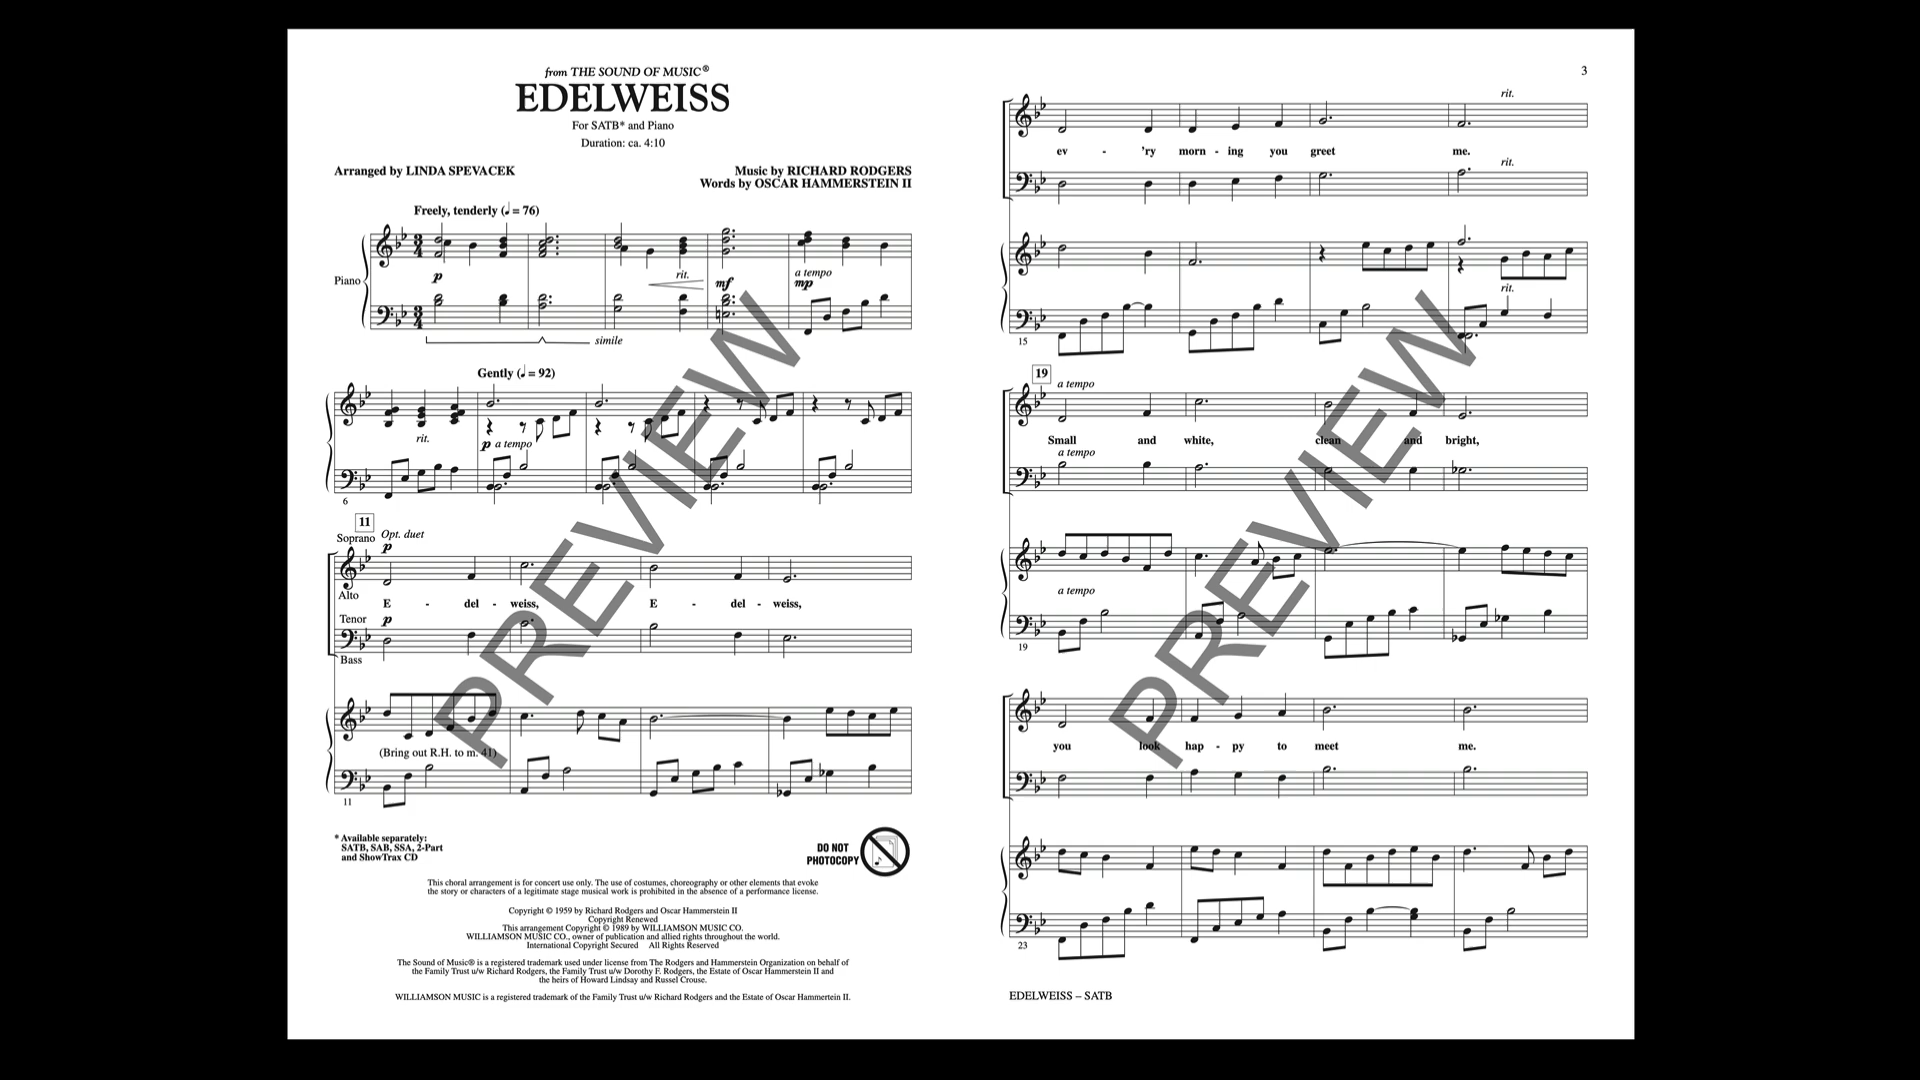 from THE SOUND OF MUSIC®
EDELWEISS
For SATB* and Piano
Duration: ca. 4:10
Arranged by LINDA SPEVACEK
Music by RICHARD RODGERS
Words by OSCAR HAMMERSTEIN II
Freely, tenderly (♩ = 76)
Piano
p
rit.
mf
a tempo
mp
simile
Gently (♩ = 92)
rit.
p a tempo
6
11
Soprano
Opt. duet
p
Alto
E - del - weiss, E - del - weiss,
Tenor
p
Bass
(Bring out R.H. to m. 41)
11
* Available separately:
SATB, SAB, SSA, 2-Part
and ShowTrax CD
DO NOT
PHOTOCOPY
This choral arrangement is for concert use only. The use of costumes, choreography or other elements that evoke
the story or characters of a legitimate stage musical work is prohibited in the absence of a performance license.
Copyright © 1959 by Richard Rodgers and Oscar Hammerstein II
Copyright Renewed
This arrangement Copyright © 1989 by WILLIAMSON MUSIC CO.
WILLIAMSON MUSIC CO., owner of publication and allied rights throughout the world.
International Copyright Secured All Rights Reserved
The Sound of Music® is a registered trademark used under license from The Rodgers and Hammerstein Organization on behalf of
the Family Trust u/w Richard Rodgers, the Family Trust u/w Dorothy F. Rodgers, the Estate of Oscar Hammerstein II and
the heirs of Howard Lindsay and Russel Crouse.
WILLIAMSON MUSIC is a registered trademark of the Family Trust u/w Richard Rodgers and the Estate of Oscar Hammertein II.
PREVIEW
3
rit.
ev - 'ry morn - ing you greet me.
rit.
rit.
15
19
a tempo
Small and white, clean and bright,
a tempo
a tempo
19
you look hap - py to meet me.
23
EDELWEISS – SATB
PREVIEW